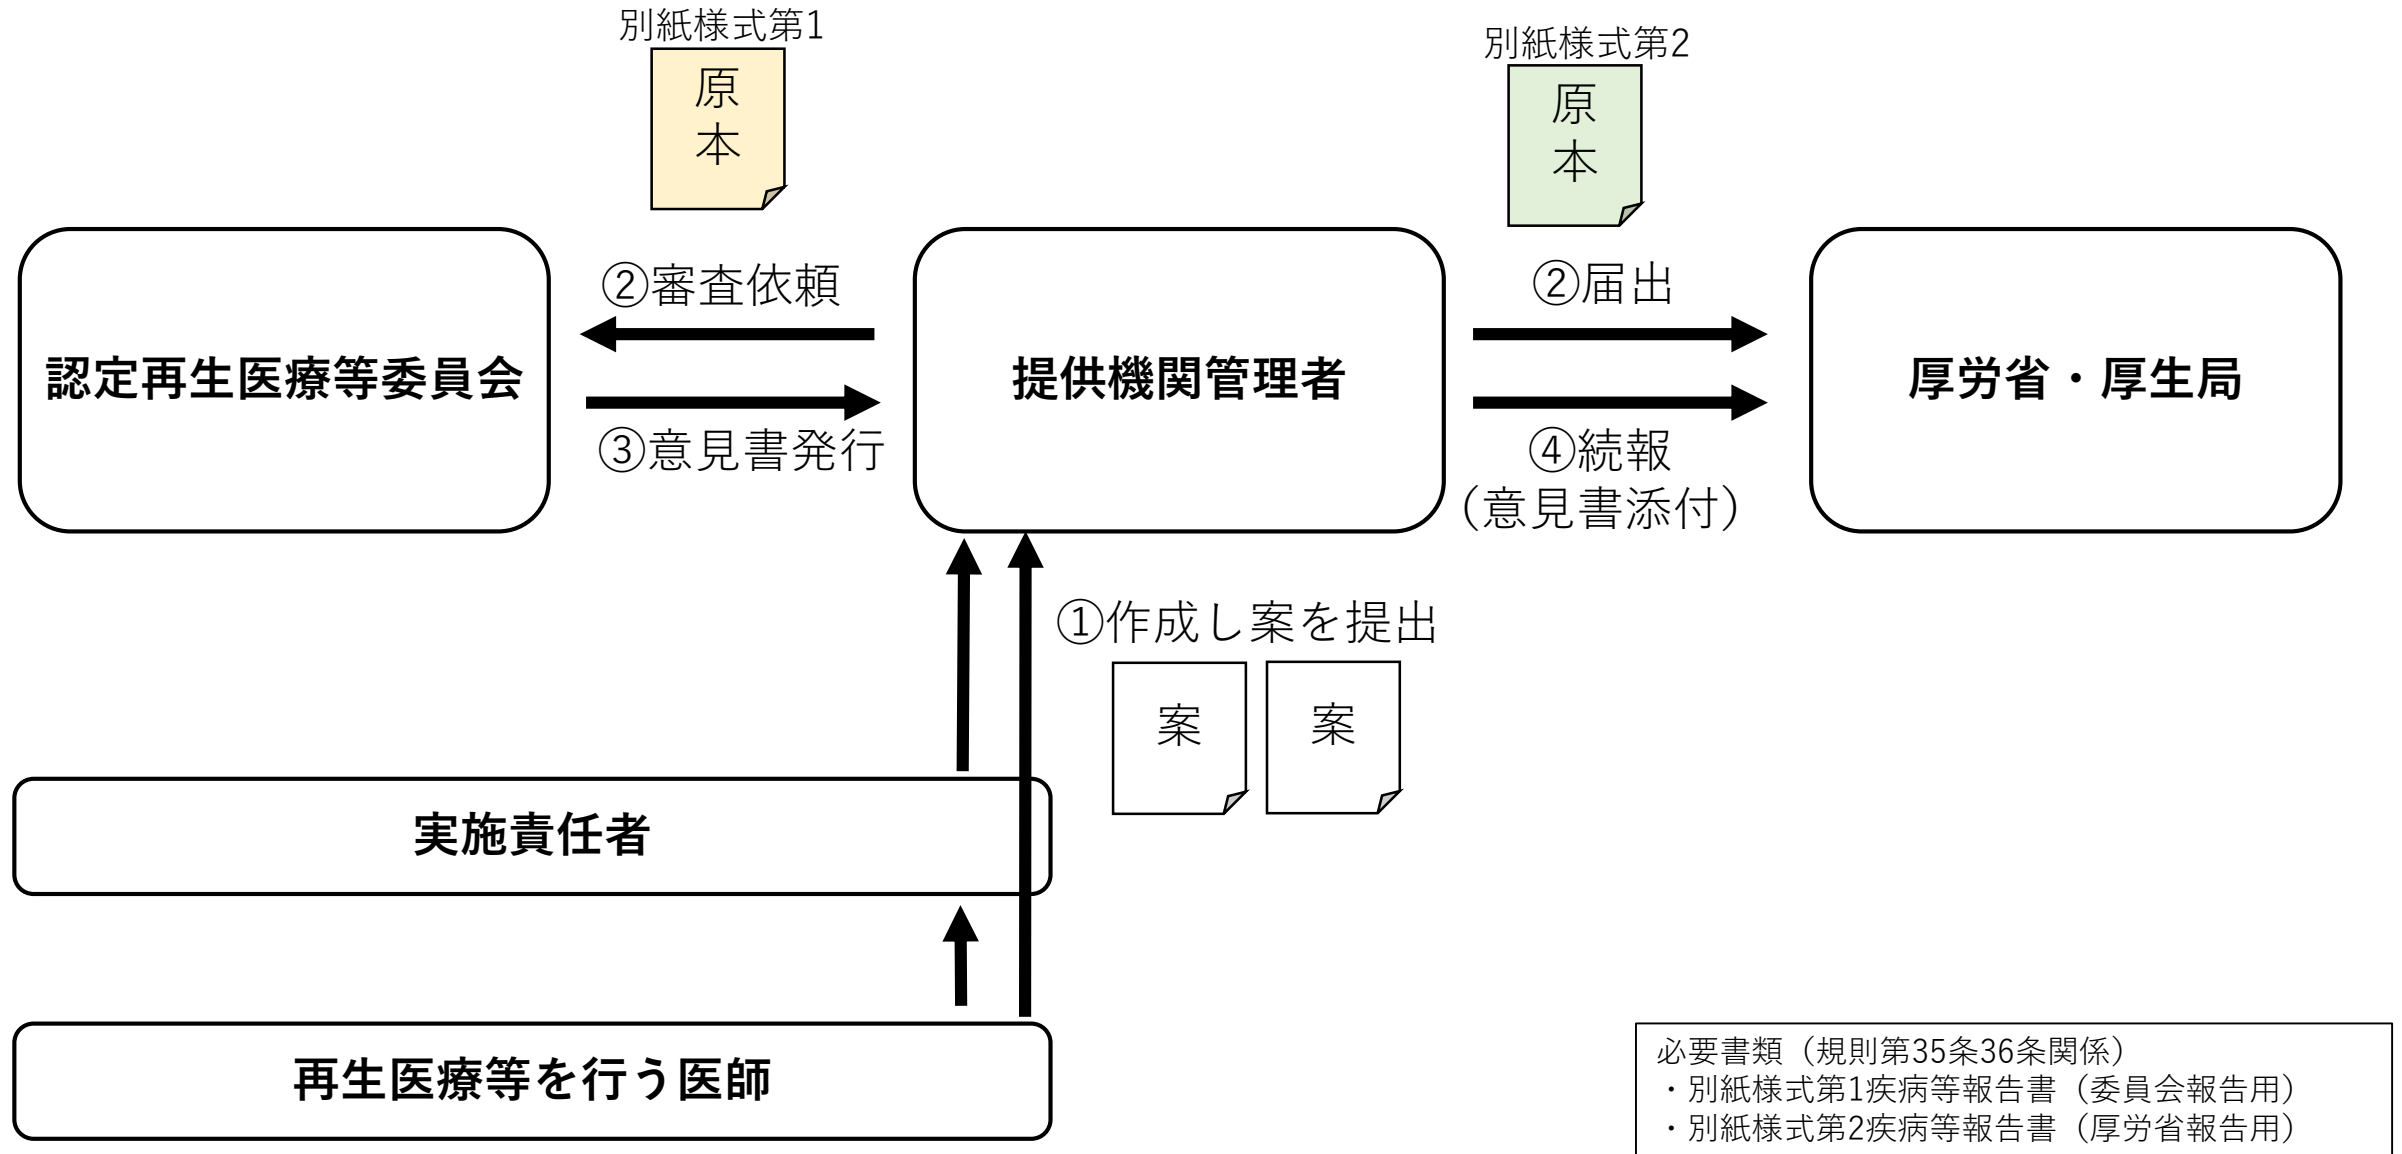 別紙様式第1
原
本
別紙様式第2
原
本
②審査依頼
②届出
認定再生医療等委員会
提供機関管理者
厚労省・厚生局
③意見書発行
④続報
（意見書添付）
①作成し案を提出
案
案
実施責任者
再生医療等を行う医師
必要書類（規則第35条36条関係）
・別紙様式第1疾病等報告書（委員会報告用）
・別紙様式第2疾病等報告書（厚労省報告用）